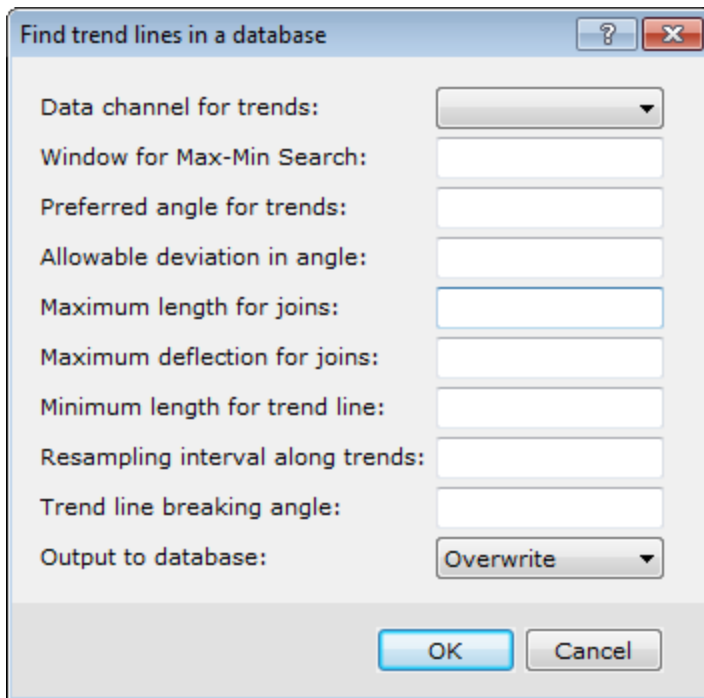 Find trend lines in a database
?
Data channel for trends:
Window for Max-Min Search:
Preferred angle for trends:
Allowable deviation in angle:
Maximum length for joins:
Maximum deflection for joins:
Minimum length for trend line:
Resampling interval along trends:
Trend line breaking angle:
Output to database: Overwrite
OK Cancel